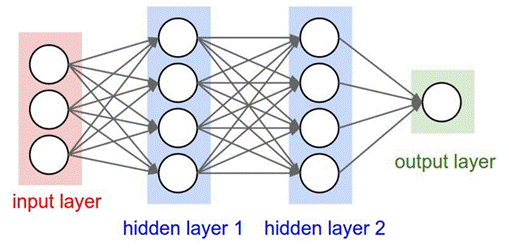 input layer
hidden layer 1
hidden layer 2
output layer